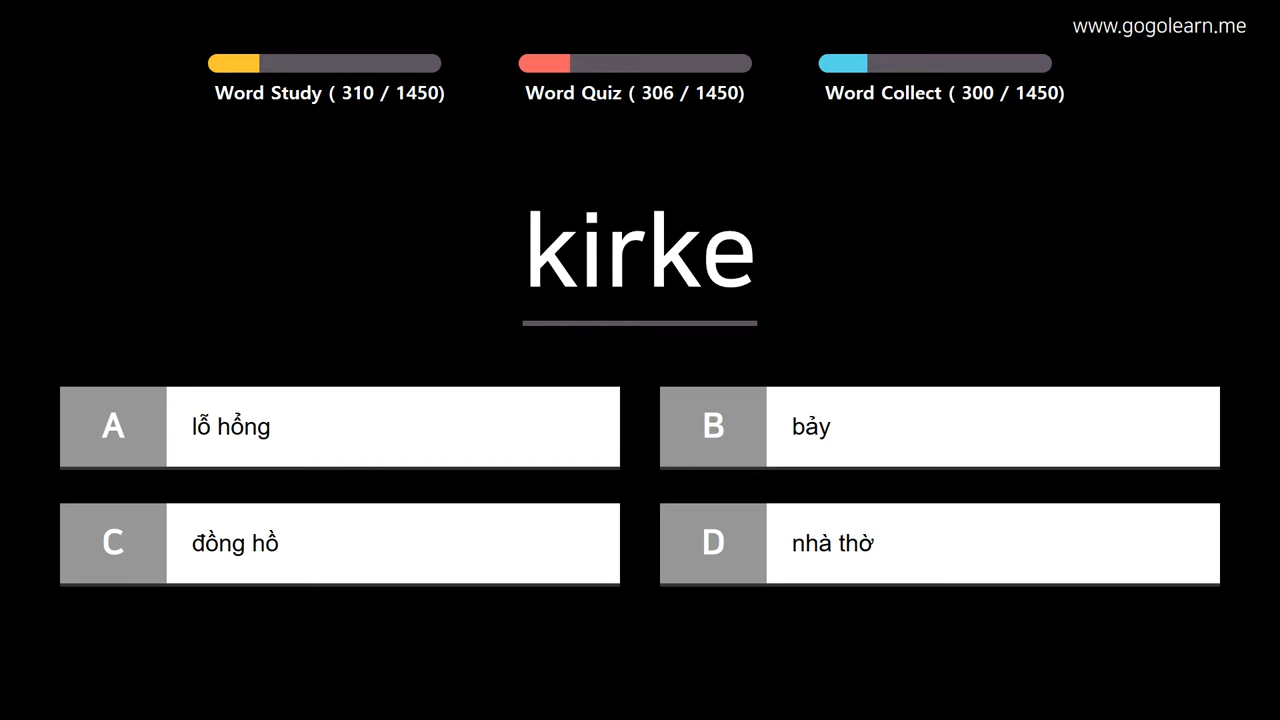 www.gogolearn.me
Word Study ( 310 / 1450)
Word Quiz ( 306 / 1450)
Word Collect ( 300 / 1450)
kirke
A
lỗ hổng
B
bảy
C
đồng hồ
D
nhà thờ